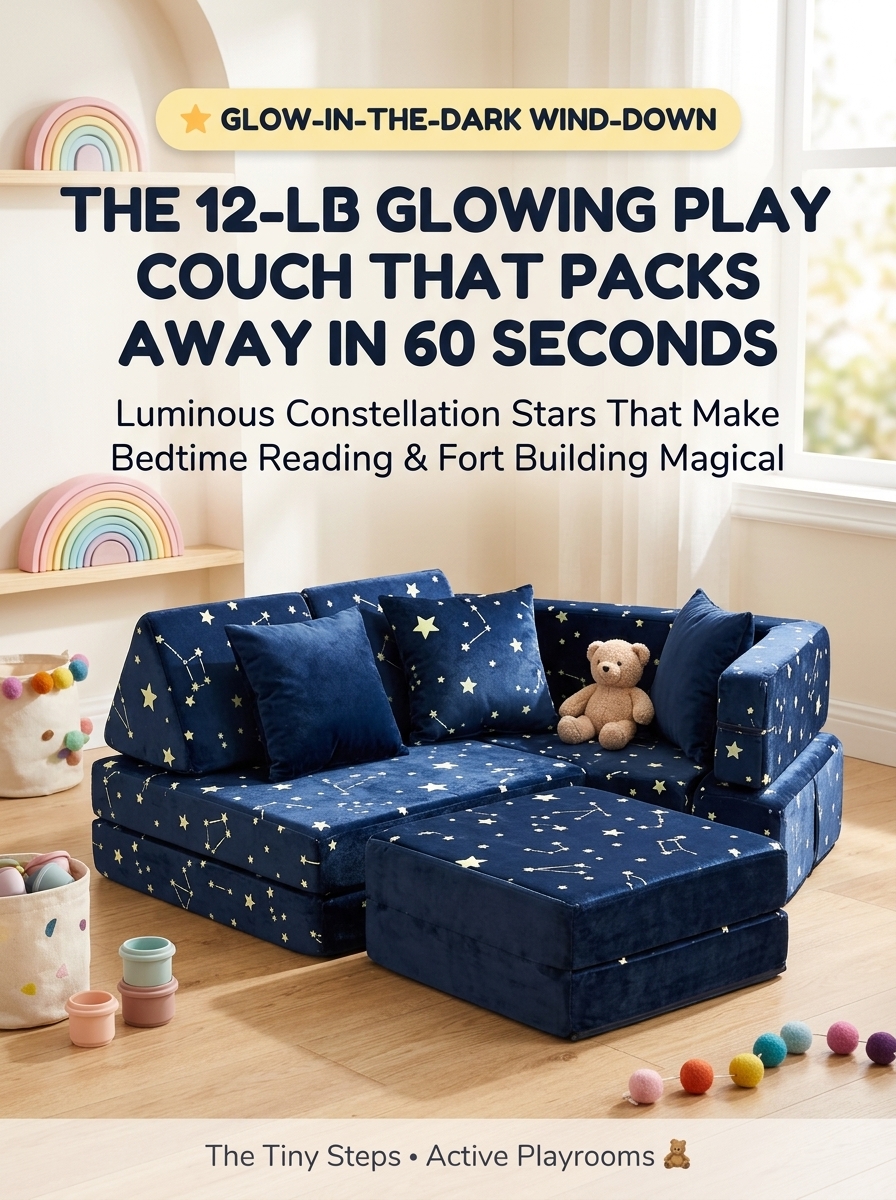 ⭐ GLOW-IN-THE-DARK WIND-DOWN
THE 12-LB GLOWING PLAY
COUCH THAT PACKS
AWAY IN 60 SECONDS
Luminous Constellation Stars That Make
Bedtime Reading & Fort Building Magical
The Tiny Steps • Active Playrooms 🧸